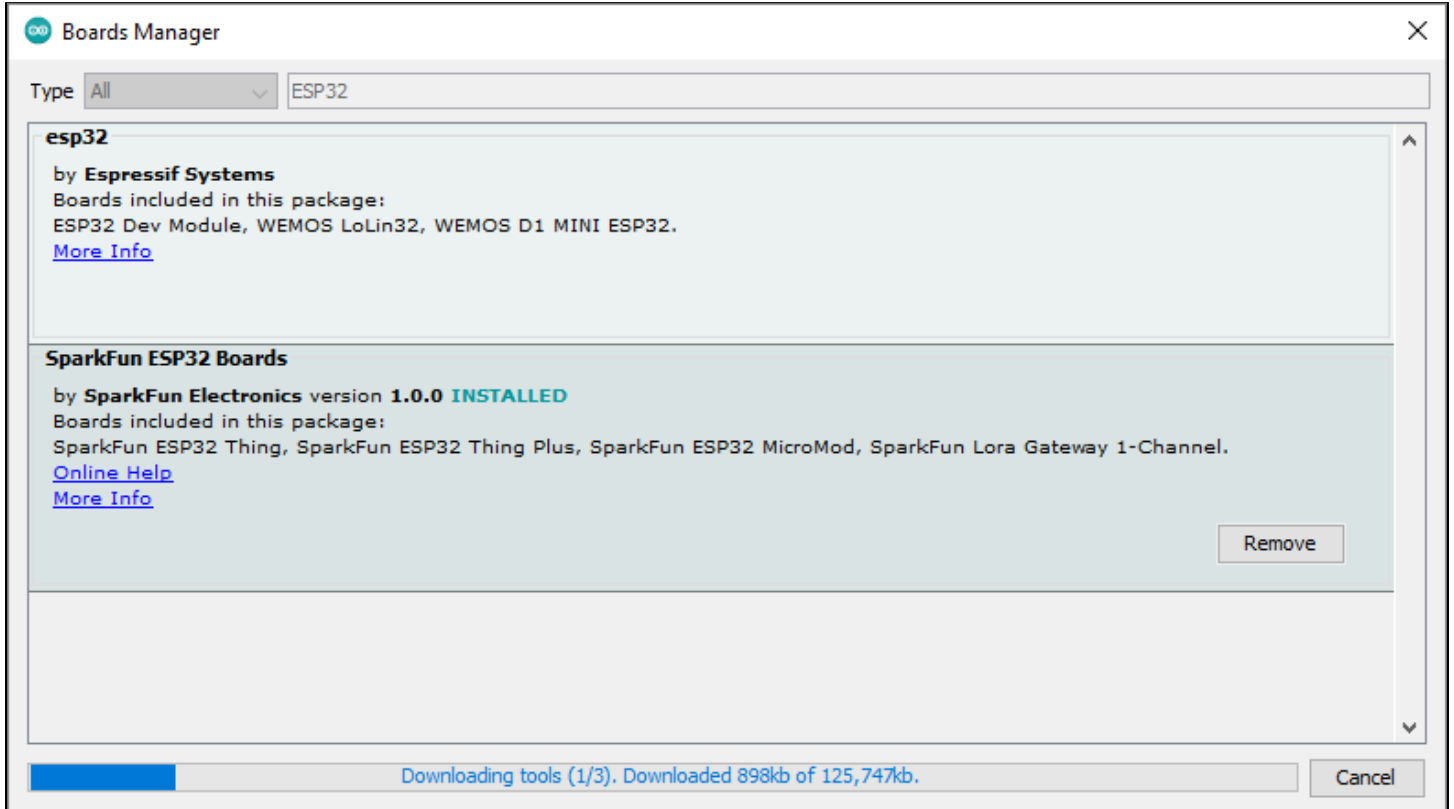 Boards Manager
Type All ESP32
esp32
by Espressif Systems
Boards included in this package:
ESP32 Dev Module, WEMOS LoLin32, WEMOS D1 MINI ESP32.
More Info
SparkFun ESP32 Boards
by SparkFun Electronics version 1.0.0 INSTALLED
Boards included in this package:
SparkFun ESP32 Thing, SparkFun ESP32 Thing Plus, SparkFun ESP32 MicroMod, SparkFun Lora Gateway 1-Channel.
Online Help
More Info
Remove
Downloading tools (1/3). Downloaded 898kb of 125,747kb.
Cancel